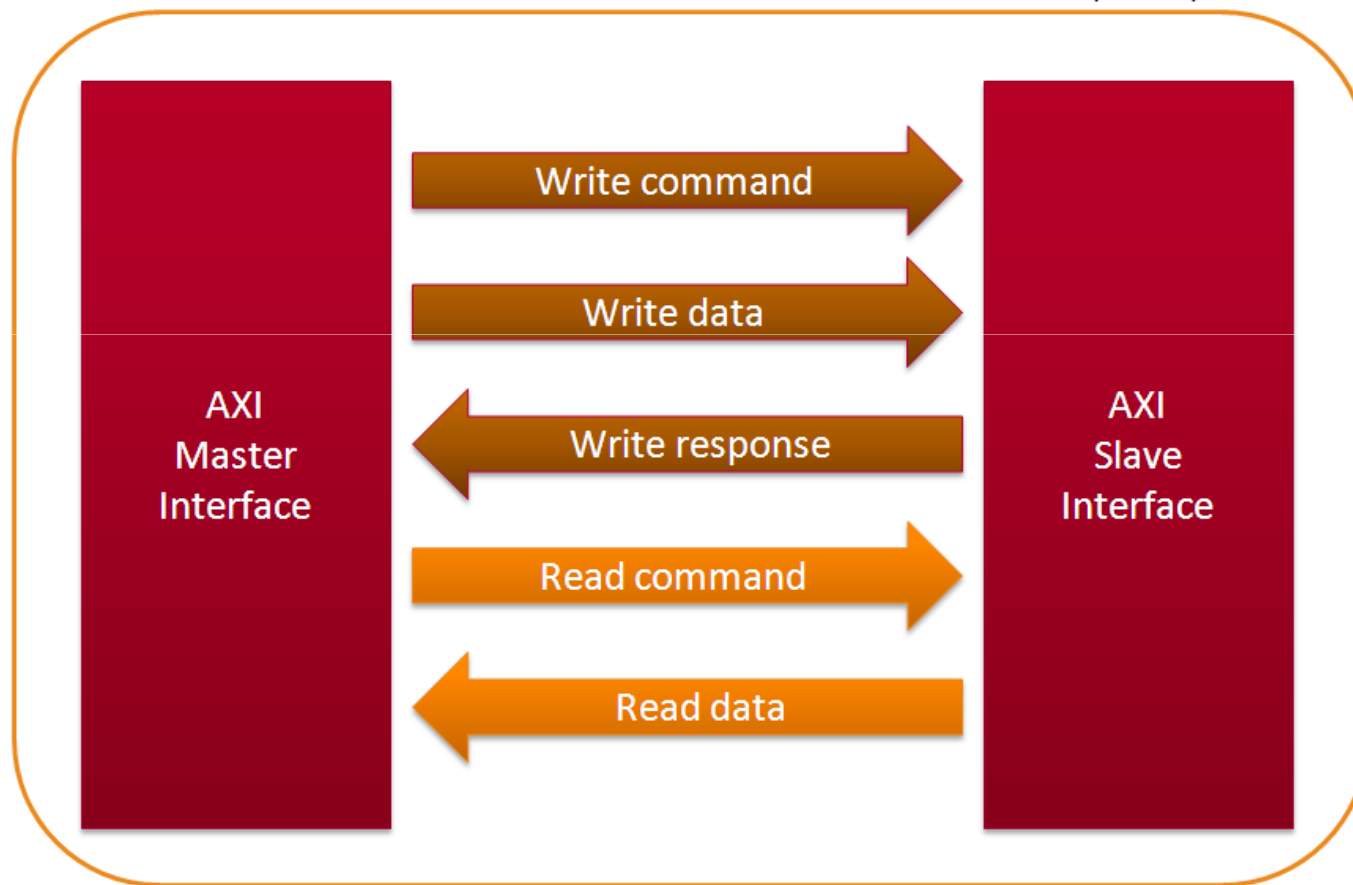 AXI
Master
Interface
Write command
Write data
Write response
Read command
Read data
AXI
Slave
Interface